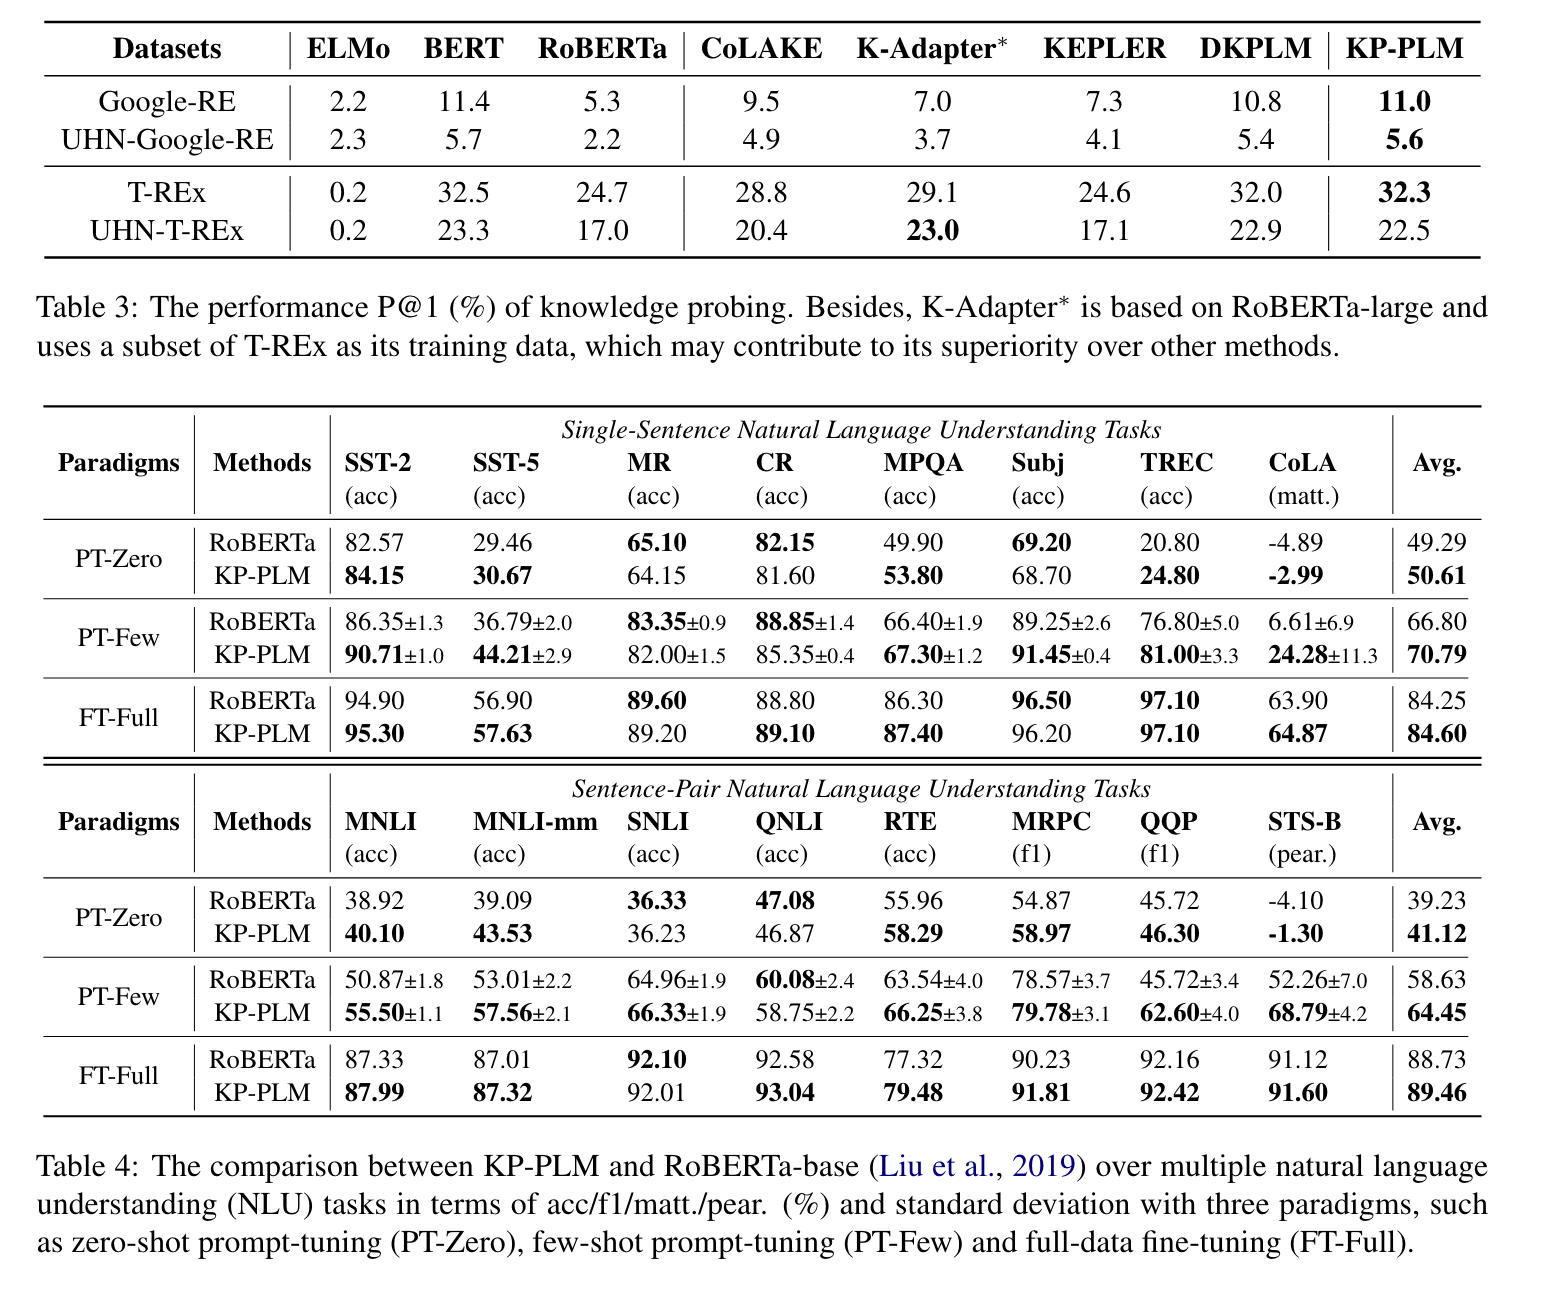 Datasets ELMo BERT RoBERTa CoLAKE K-Adapter* KEPLER DKPLM KP-PLM
Google-RE 2.2 11.4 5.3 9.5 7.0 7.3 10.8 11.0
UHN-Google-RE 2.3 5.7 2.2 4.9 3.7 4.1 5.4 5.6
T-REx 0.2 32.5 24.7 28.8 29.1 24.6 32.0 32.3
UHN-T-REx 0.2 23.3 17.0 20.4 23.0 17.1 22.9 22.5
Table 3: The performance P@1 (%) of knowledge probing. Besides, K-Adapter* is based on RoBERTa-large and
uses a subset of T-REx as its training data, which may contribute to its superiority over other methods.
Single-Sentence Natural Language Understanding Tasks
Paradigms Methods SST-2 SST-5 MR CR MPQA Subj TREC CoLA Avg.
(acc) (acc) (acc) (acc) (acc) (acc) (acc) (matt.)
PT-Zero
RoBERTa 82.57 29.46 65.10 82.15 49.90 69.20 20.80 -4.89 49.29
KP-PLM 84.15 30.67 64.15 81.60 53.80 68.70 24.80 -2.99 50.61
PT-Few
RoBERTa 86.35±1.3 36.79±2.0 83.35±0.9 88.85±1.4 66.40±1.9 89.25±2.6 76.80±5.0 6.61±6.9 66.80
KP-PLM 90.71±1.0 44.21±2.9 82.00±1.5 85.35±0.4 67.30±1.2 91.45±0.4 81.00±3.3 24.28±11.3 70.79
FT-Full
RoBERTa 94.90 56.90 89.60 88.80 86.30 96.50 97.10 63.90 84.25
KP-PLM 95.30 57.63 89.20 89.10 87.40 96.20 97.10 64.87 84.60
Sentence-Pair Natural Language Understanding Tasks
Paradigms Methods MNLI MNLI-mm SNLI QNLI RTE MRPC QQP STS-B Avg.
(acc) (acc) (acc) (acc) (acc) (f1) (f1) (pear.)
PT-Zero
RoBERTa 38.92 39.09 36.33 47.08 55.96 54.87 45.72 -4.10 39.23
KP-PLM 40.10 43.53 36.23 46.87 58.29 58.97 46.30 -1.30 41.12
PT-Few
RoBERTa 50.87±1.8 53.01±2.2 64.96±1.9 60.08±2.4 63.54±4.0 78.57±3.7 45.72±3.4 52.26±7.0 58.63
KP-PLM 55.50±1.1 57.56±2.1 66.33±1.9 58.75±2.2 66.25±3.8 79.78±3.1 62.60±4.0 68.79±4.2 64.45
FT-Full
RoBERTa 87.33 87.01 92.10 92.58 77.32 90.23 92.16 91.12 88.73
KP-PLM 87.99 87.32 92.01 93.04 79.48 91.81 92.42 91.60 89.46
Table 4: The comparison between KP-PLM and RoBERTa-base (Liu et al., 2019) over multiple natural language
understanding (NLU) tasks in terms of acc/f1/matt./pear. (%) and standard deviation with three paradigms, such
as zero-shot prompt-tuning (PT-Zero), few-shot prompt-tuning (PT-Few) and full-data fine-tuning (FT-Full).